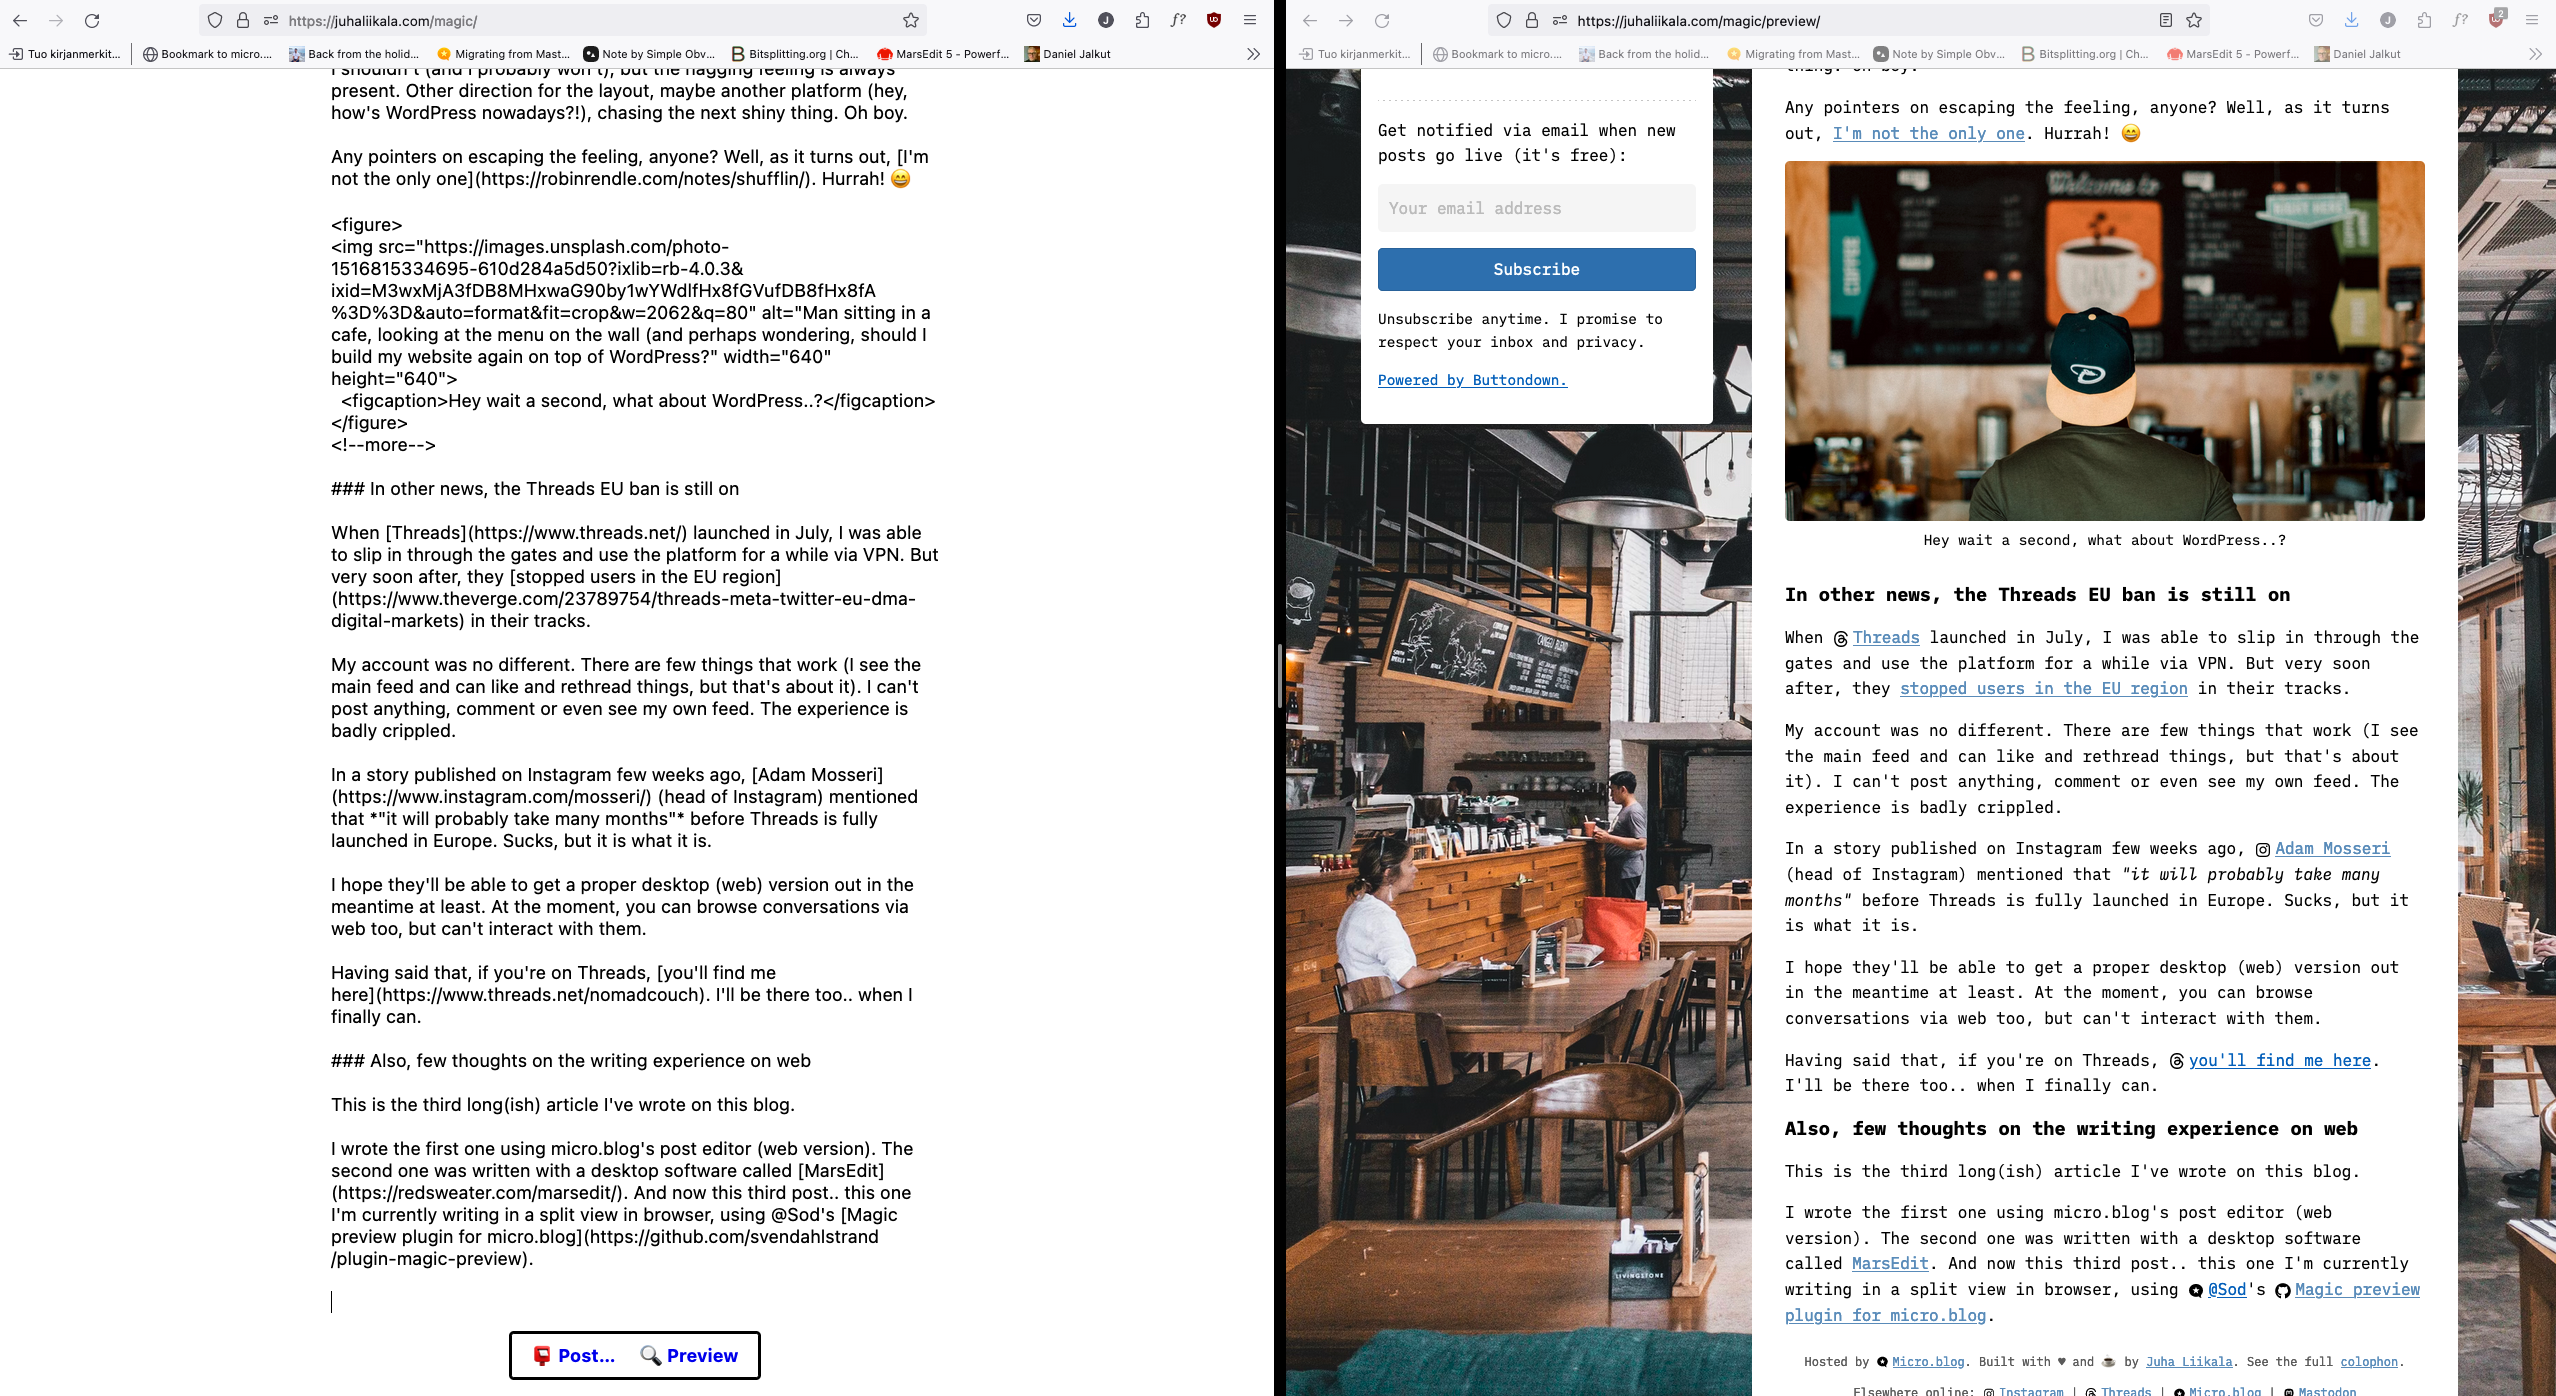 https://juhaliikala.com/magic/
Tuo kirjanmerkit...
Bookmark to micro....
Back from the holid...
Migrating from Mast...
Note by Simple Obv...
Bitsplitting.org | Ch...
MarsEdit 5 - Powerf...
Daniel Jalkut
I shouldn't (and I probably won't), but the nagging feeling is always
present. Other direction for the layout, maybe another platform (hey,
how's WordPress nowadays?!), chasing the next shiny thing. Oh boy.
Any pointers on escaping the feeling, anyone? Well, as it turns out, [I'm
not the only one](https://robinrendle.com/notes/shufflin/). Hurrah! 😄
<figure>
<img src="https://images.unsplash.com/photo-
1516815334695-610d284a5d50?ixlib=rb-4.0.3&
ixid=M3wxMjA3fDB8MHxwaG90by1wYWdlfHx8fGVufDB8fHx8fA
%3D%3D&auto=format&fit=crop&w=2062&q=80" alt="Man sitting in a
cafe, looking at the menu on the wall (and perhaps wondering, should I
build my website again on top of WordPress?" width="640"
height="640">
<figcaption>Hey wait a second, what about WordPress..?</figcaption>
</figure>
<!--more-->
### In other news, the Threads EU ban is still on
When [Threads](https://www.threads.net/) launched in July, I was able
to slip in through the gates and use the platform for a while via VPN. But
very soon after, they [stopped users in the EU region]
(https://www.theverge.com/23789754/threads-meta-twitter-eu-dma-
digital-markets) in their tracks.
My account was no different. There are few things that work (I see the
main feed and can like and rethread things, but that's about it). I can't
post anything, comment or even see my own feed. The experience is
badly crippled.
In a story published on Instagram few weeks ago, [Adam Mosseri]
(https://www.instagram.com/mosseri/) (head of Instagram) mentioned
that *"it will probably take many months"* before Threads is fully
launched in Europe. Sucks, but it is what it is.
I hope they'll be able to get a proper desktop (web) version out in the
meantime at least. At the moment, you can browse conversations via
web too, but can't interact with them.
Having said that, if you're on Threads, [you'll find me
here](https://www.threads.net/nomadcouch). I'll be there too.. when I
finally can.
### Also, few thoughts on the writing experience on web
This is the third long(ish) article I've wrote on this blog.
I wrote the first one using micro.blog's post editor (web version). The
second one was written with a desktop software called [MarsEdit]
(https://redsweater.com/marsedit/). And now this third post.. this one
I'm currently writing in a split view in browser, using @Sod's [Magic
preview plugin for micro.blog](https://github.com/svendahlstrand
/plugin-magic-preview).
📮 Post... 🔍 Preview
https://juhaliikala.com/magic/preview/
2
Tuo kirjanmerkit...
Bookmark to micro....
Back from the holid...
Migrating from Mast...
Note by Simple Obv...
Bitsplitting.org | Ch...
MarsEdit 5 - Powerf...
Daniel Jalkut
Get notified via email when new
posts go live (it's free):
Your email address
Subscribe
Unsubscribe anytime. I promise to
respect your inbox and privacy.
Powered by Buttondown.
LIVINGSTONE
thing. Oh boy.
Any pointers on escaping the feeling, anyone? Well, as it turns
out, I'm not the only one. Hurrah! 😄
Welcome to
COFFEE
Hey wait a second, what about WordPress..?
In other news, the Threads EU ban is still on
When Threads launched in July, I was able to slip in through the
gates and use the platform for a while via VPN. But very soon
after, they stopped users in the EU region in their tracks.
My account was no different. There are few things that work (I see
the main feed and can like and rethread things, but that's about
it). I can't post anything, comment or even see my own feed. The
experience is badly crippled.
In a story published on Instagram few weeks ago, Adam Mosseri
(head of Instagram) mentioned that "it will probably take many
months" before Threads is fully launched in Europe. Sucks, but it
is what it is.
I hope they'll be able to get a proper desktop (web) version out
in the meantime at least. At the moment, you can browse
conversations via web too, but can't interact with them.
Having said that, if you're on Threads, you'll find me here.
I'll be there too.. when I finally can.
Also, few thoughts on the writing experience on web
This is the third long(ish) article I've wrote on this blog.
I wrote the first one using micro.blog's post editor (web
version). The second one was written with a desktop software
called MarsEdit. And now this third post.. this one I'm currently
writing in a split view in browser, using @Sod's Magic preview
plugin for micro.blog.
Hosted by Micro.blog. Built with ♥ and ☕ by Juha Liikala. See the full colophon.
Elsewhere online: Instagram | Threads | Micro.blog | Mastodon